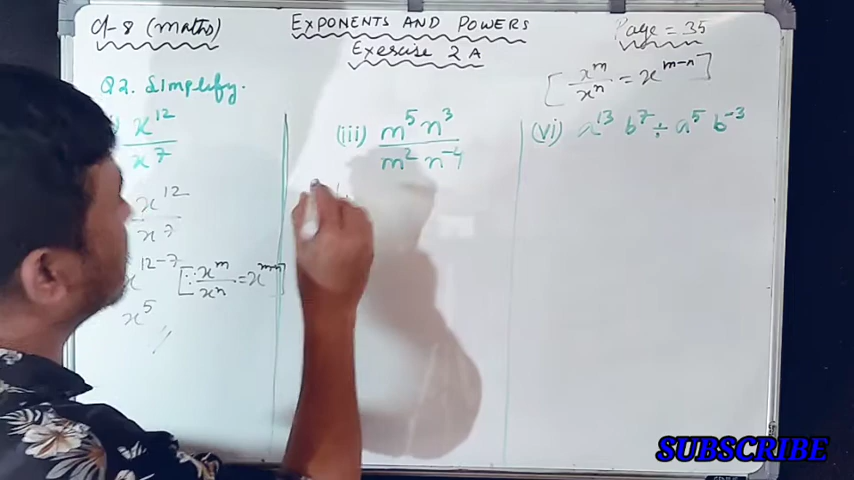 Cl-8 (maths)
EXPONENTS AND POWERS
Exercise 2A
Page = 35
[x^m/x^n = x^(m-n)]
Q2. Simplify.
x^12/x^7
x^12/x^7
x^(12-7) [∵ x^m/x^n = x^(m-n)]
x^5 //
(iii) m^5 n^3/m^2 n^-4
(vi) a^13 b^7 ÷ a^5 b^-3
SUBSCRIBE